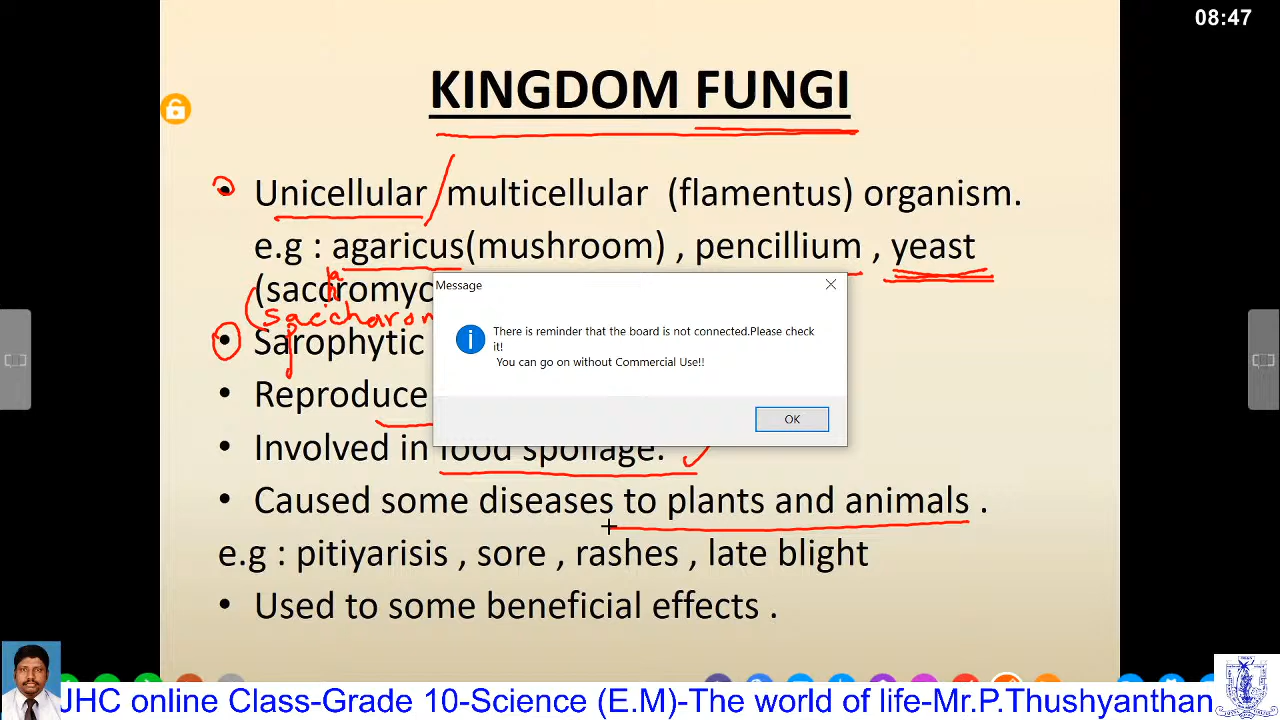 08:47
KINGDOM FUNGI
• Unicellular / multicellular (flamentus) organism.
e.g : agaricus(mushroom) , pencillium , yeast
(saccromyc
h
(saccharom
• Sarophytic
p
• Reproduce
• Involved in food spoilage.
• Caused some diseases to plants and animals .
e.g : pitiyarisis , sore , rashes , late blight
• Used to some beneficial effects .
Message
There is reminder that the board is not connected.Please check
it!
You can go on without Commercial Use!!
OK
JHC online Class-Grade 10-Science (E.M)-The world of life-Mr.P.Thushyanthan